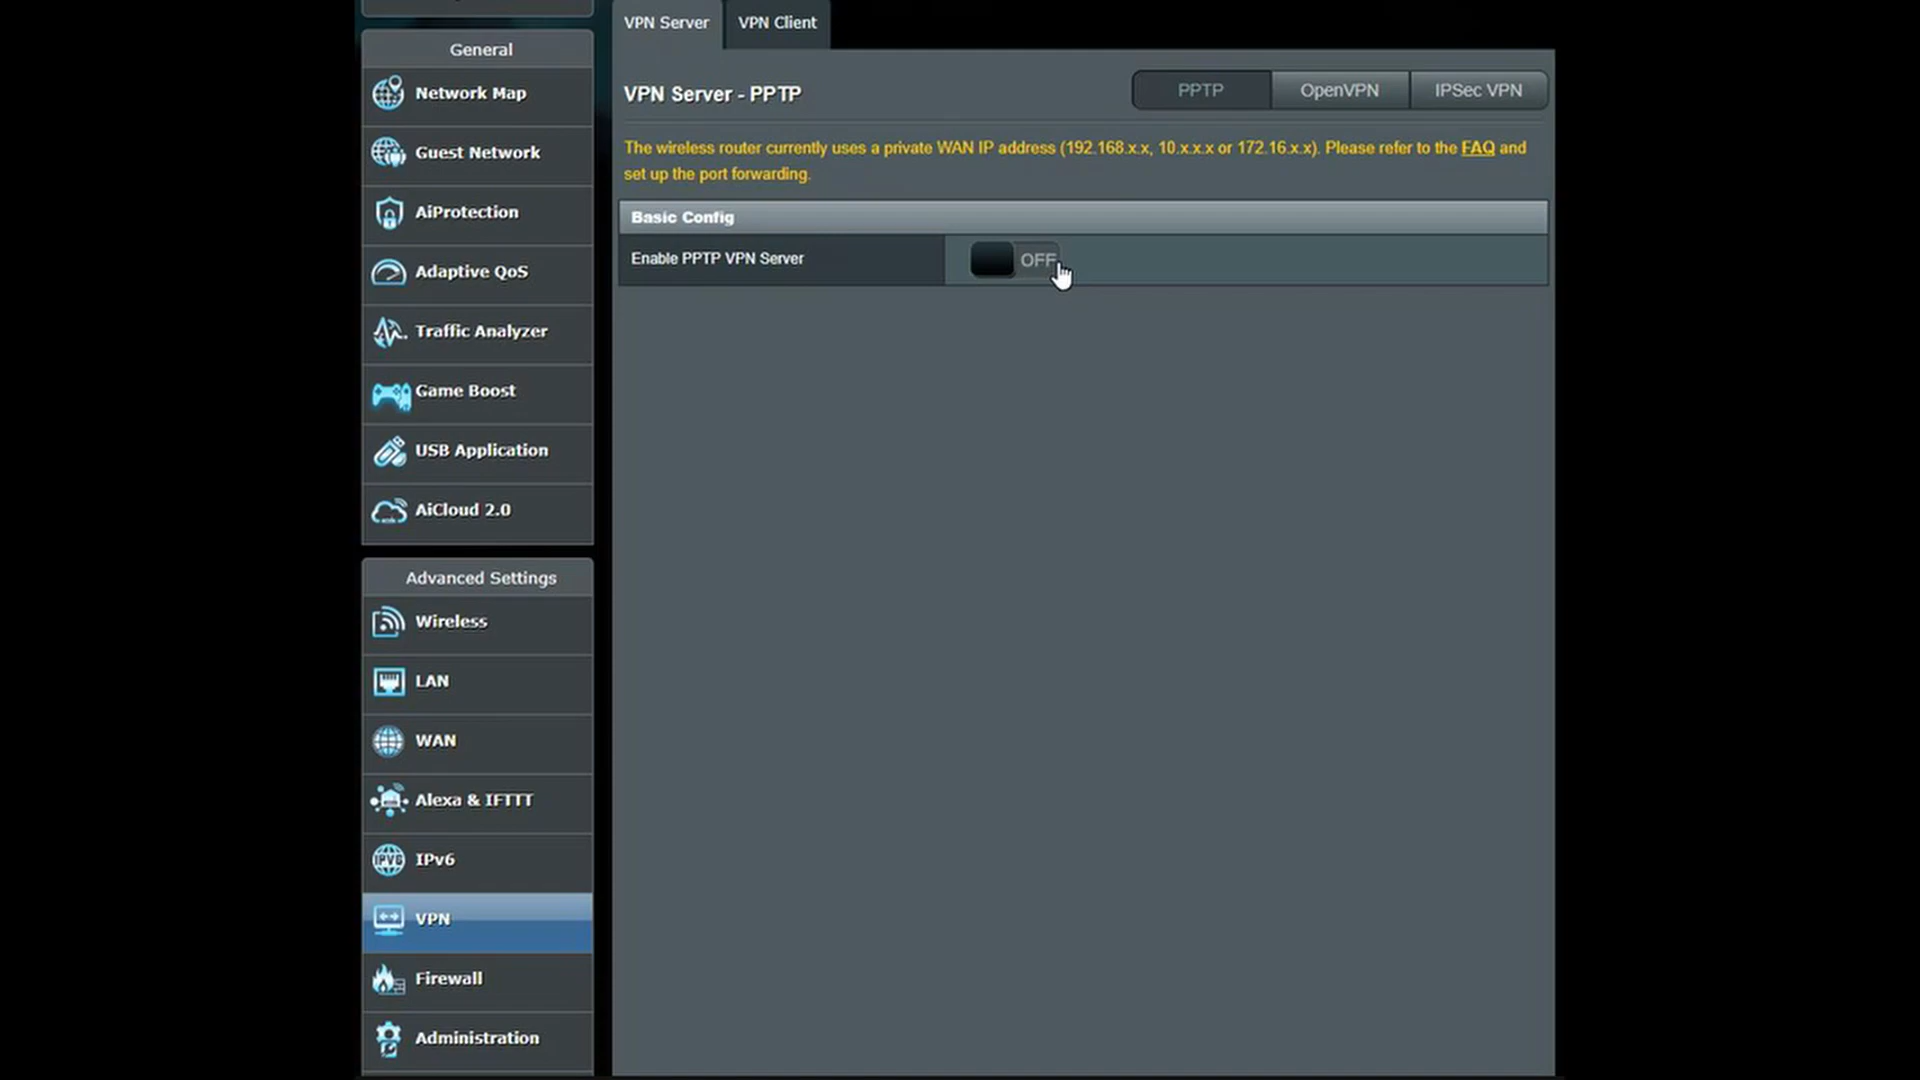 VPN Server
VPN Client
General
Network Map
Guest Network
AiProtection
Adaptive QoS
Traffic Analyzer
Game Boost
USB Application
AiCloud 2.0
Advanced Settings
Wireless
LAN
WAN
Alexa & IFTTT
IPv6
VPN
Firewall
Administration
VPN Server - PPTP
PPTP
OpenVPN
IPSec VPN
The wireless router currently uses a private WAN IP address (192.168.x.x, 10.x.x.x or 172.16.x.x). Please refer to the FAQ and
set up the port forwarding.
Basic Config
Enable PPTP VPN Server
OFF